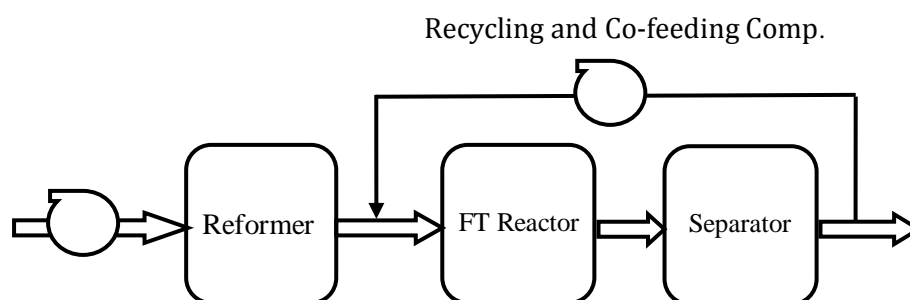 Recycling and Co-feeding Comp.
Reformer
FT Reactor
Separator